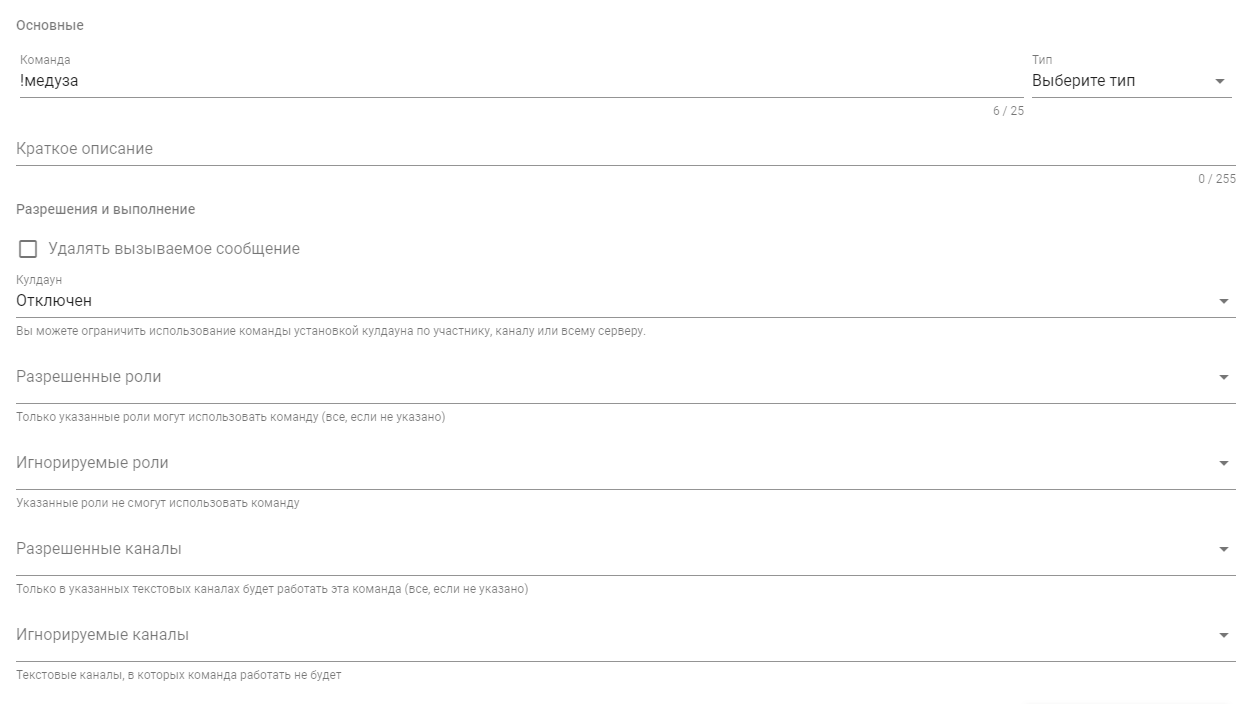 Основные
Команда
Тип
!медуза
Выберите тип
6 / 25
Краткое описание
0 / 255
Разрешения и выполнение
Удалять вызываемое сообщение
Кулдаун
Отключен
Вы можете ограничить использование команды установкой кулдауна по участнику, каналу или всему серверу.
Разрешенные роли
Только указанные роли могут использовать команду (все, если не указано)
Игнорируемые роли
Указанные роли не смогут использовать команду
Разрешенные каналы
Только в указанных текстовых каналах будет работать эта команда (все, если не указано)
Игнорируемые каналы
Текстовые каналы, в которых команда работать не будет